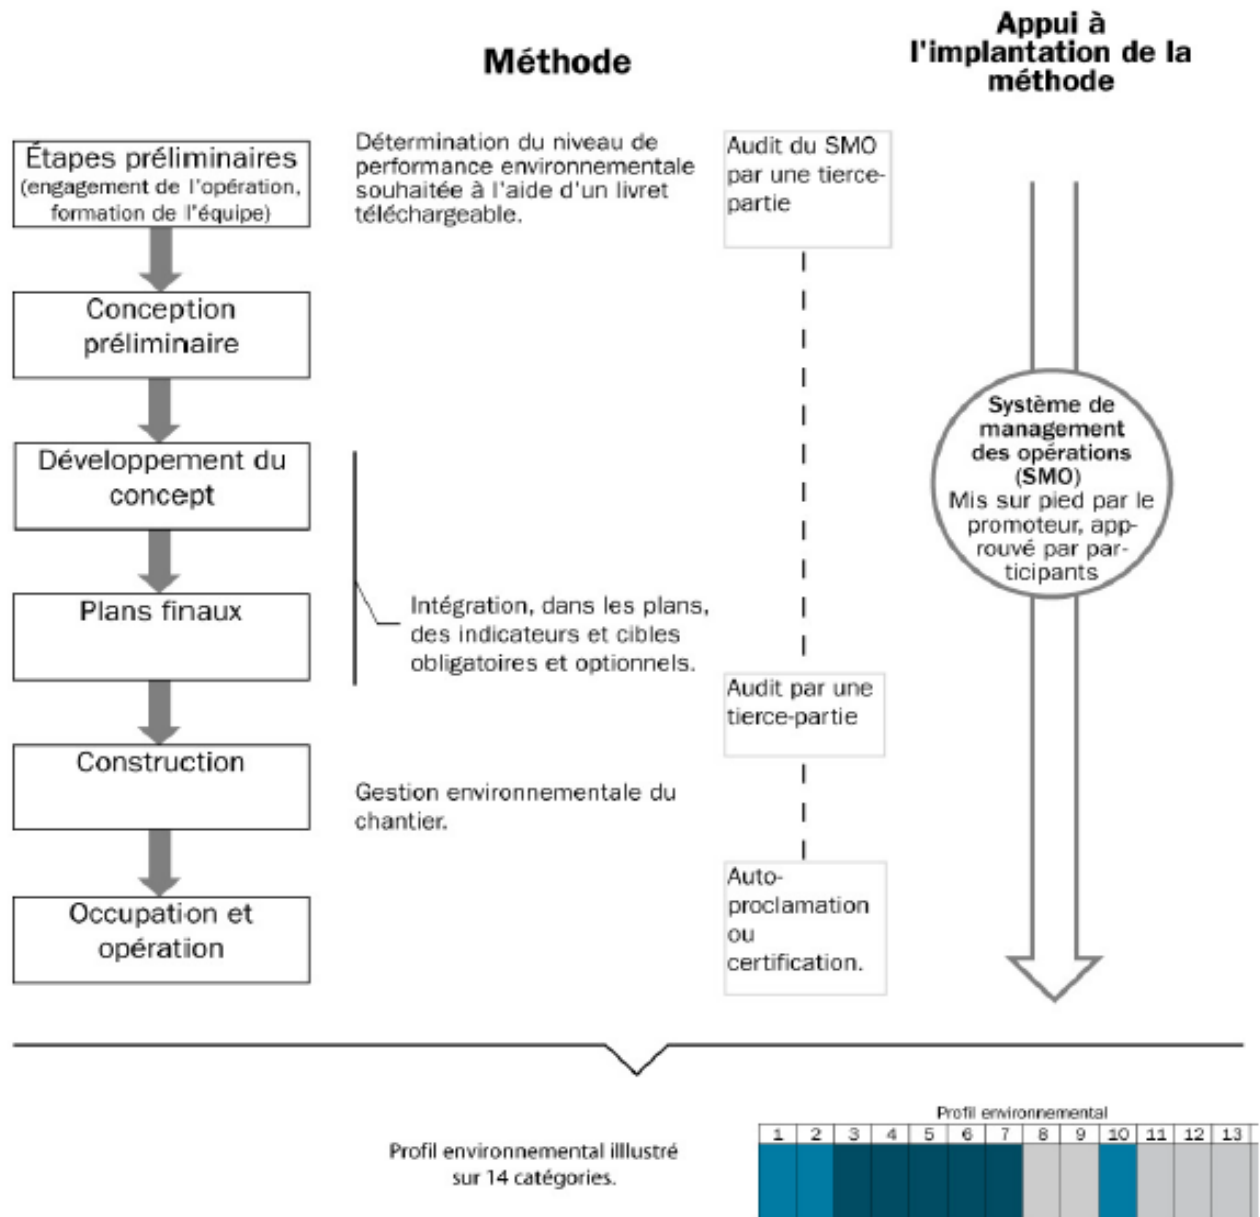 Méthode
Appui à
l'implantation de la
méthode
Étapes préliminaires
(engagement de l'opération,
formation de l'équipe)
Détermination du niveau de
performance environnementale
souhaitée à l'aide d'un livret
téléchargeable.
Audit du SMO
par une tierce-
partie
Conception
préliminaire
Développement du
concept
Système de
management
des opérations
(SMO)
Mis sur pied par le
promoteur, app-
rouvé par par-
ticipants
Plans finaux
Intégration, dans les plans,
des indicateurs et cibles
obligatoires et optionnels.
Audit par une
tierce-partie
Construction
Gestion environnementale du
chantier.
Auto-
proclamation
ou
certification.
Occupation et
opération
Profil environnemental illlustré
sur 14 catégories.
Profil environnemental
1 2 3 4 5 6 7 8 9 10 11 12 13